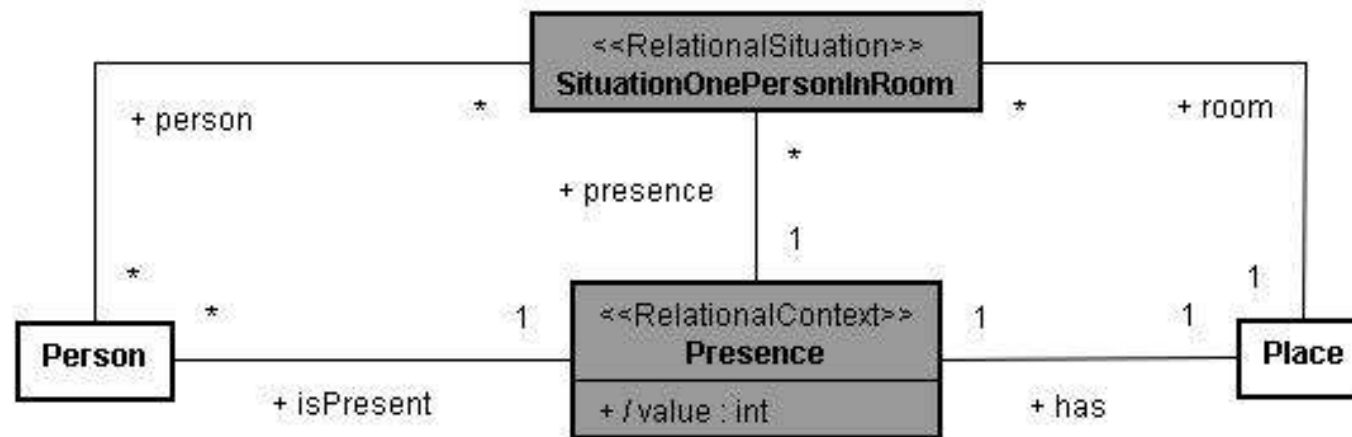 <<RelationalSituation>>
SituationOnePersonInRoom
+ person
*
*
+ room
*
+ presence
1
*
1
*
1
<<RelationalContext>>
1
1
Person
Presence
Place
+ isPresent
+ / value : int
+ has